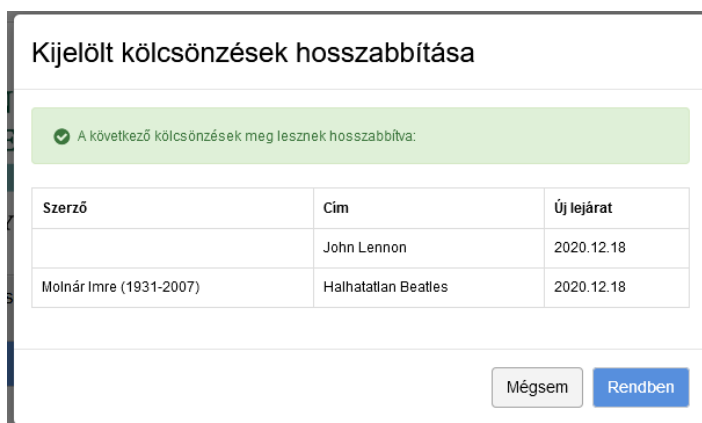 Kijelölt kölcsönzések hosszabbítása
A következő kölcsönzések meg lesznek hosszabbítva:
Szerző Cím Új lejárat
John Lennon 2020.12.18
Molnár Imre (1931-2007) Halhatatlan Beatles 2020.12.18
Mégsem Rendben